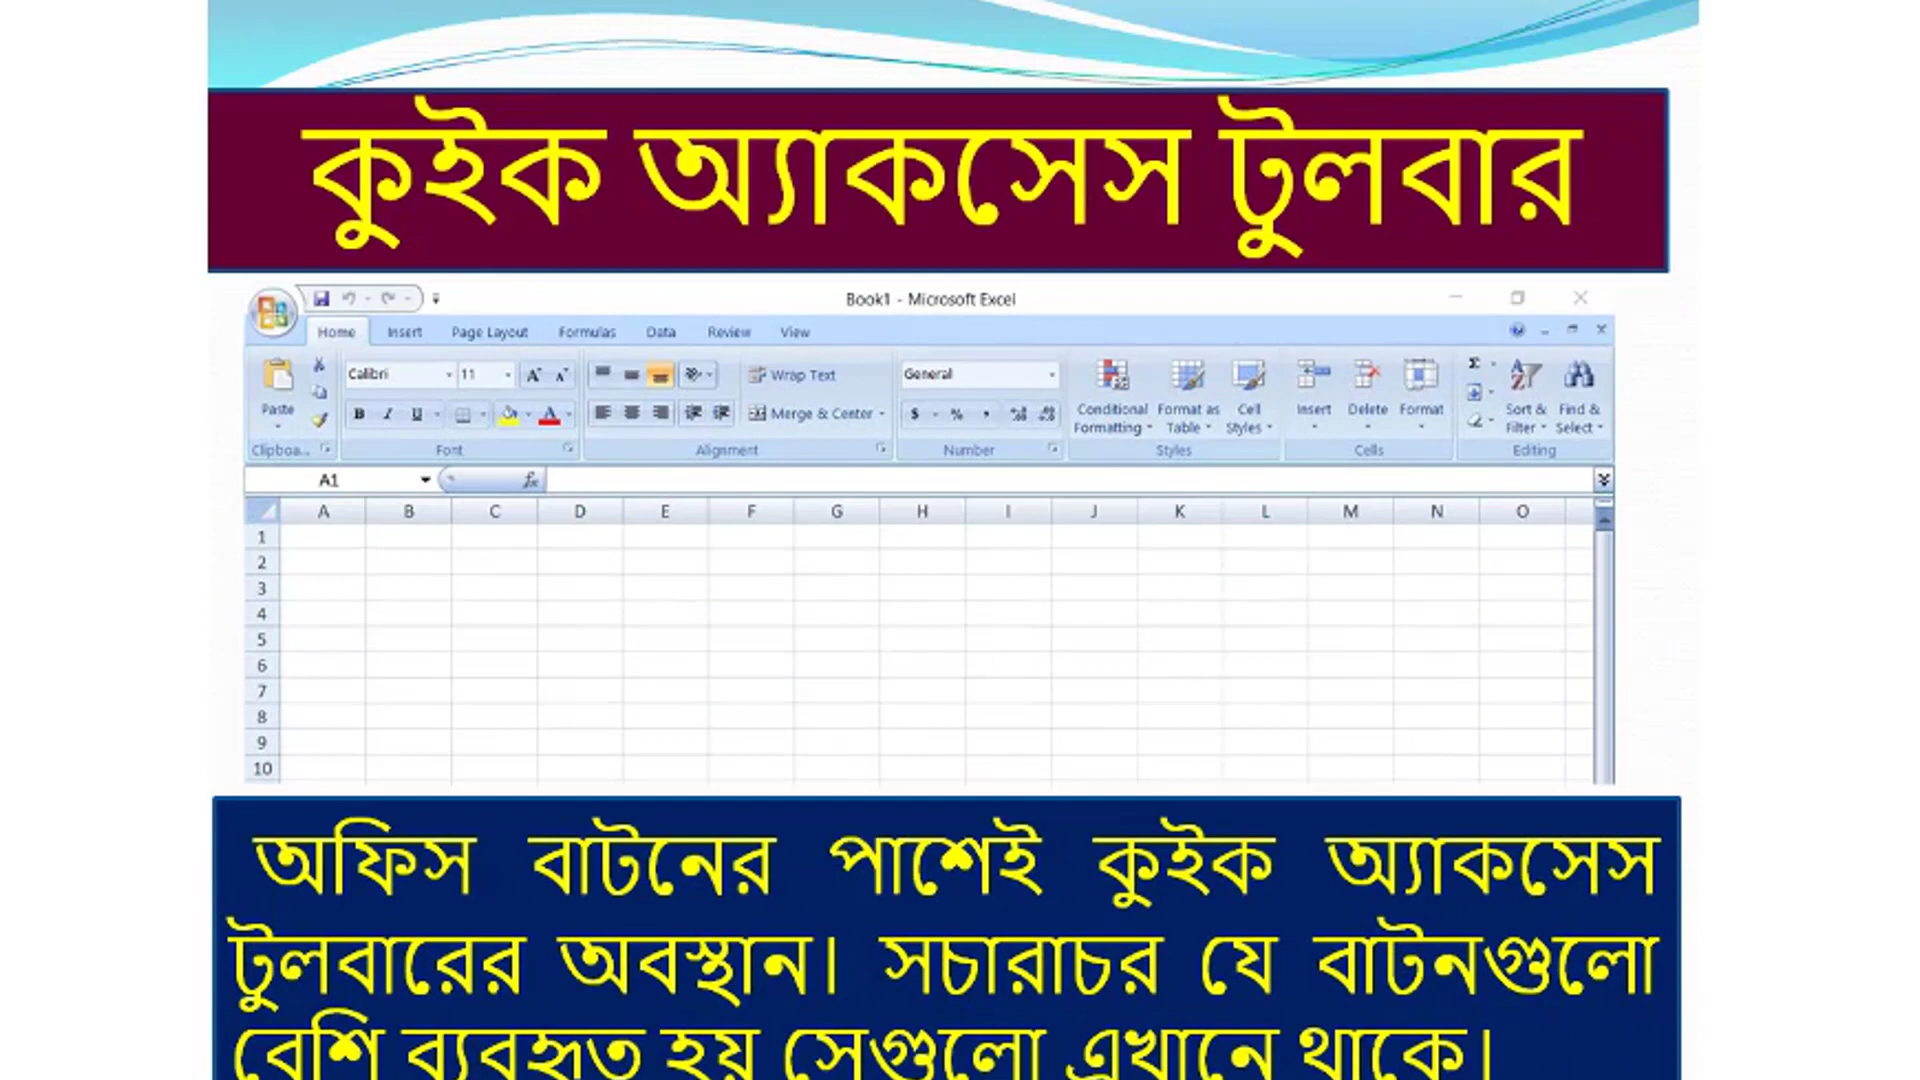 কুইক অ্যাকসেস টুলবার
Book1 - Microsoft Excel
Home Insert Page Layout Formulas Data Review View
Calibri 11 Wrap Text General
Paste B I U Merge & Center $ % , Conditional Formatting Format as Table Cell Styles Insert Delete Format Σ Sort & Filter Find & Select
Clipboa... Font Alignment Number Styles Cells Editing
A1 fx
A B C D E F G H I J K L M N O
1
2
3
4
5
6
7
8
9
10
অফিস বাটনের পাশেই কুইক অ্যাকসেস
টুলবারের অবস্থান। সচারাচর যে বাটনগুলো
বেশি ব্যবহৃত হয় সেগুলো এখানে থাকে।